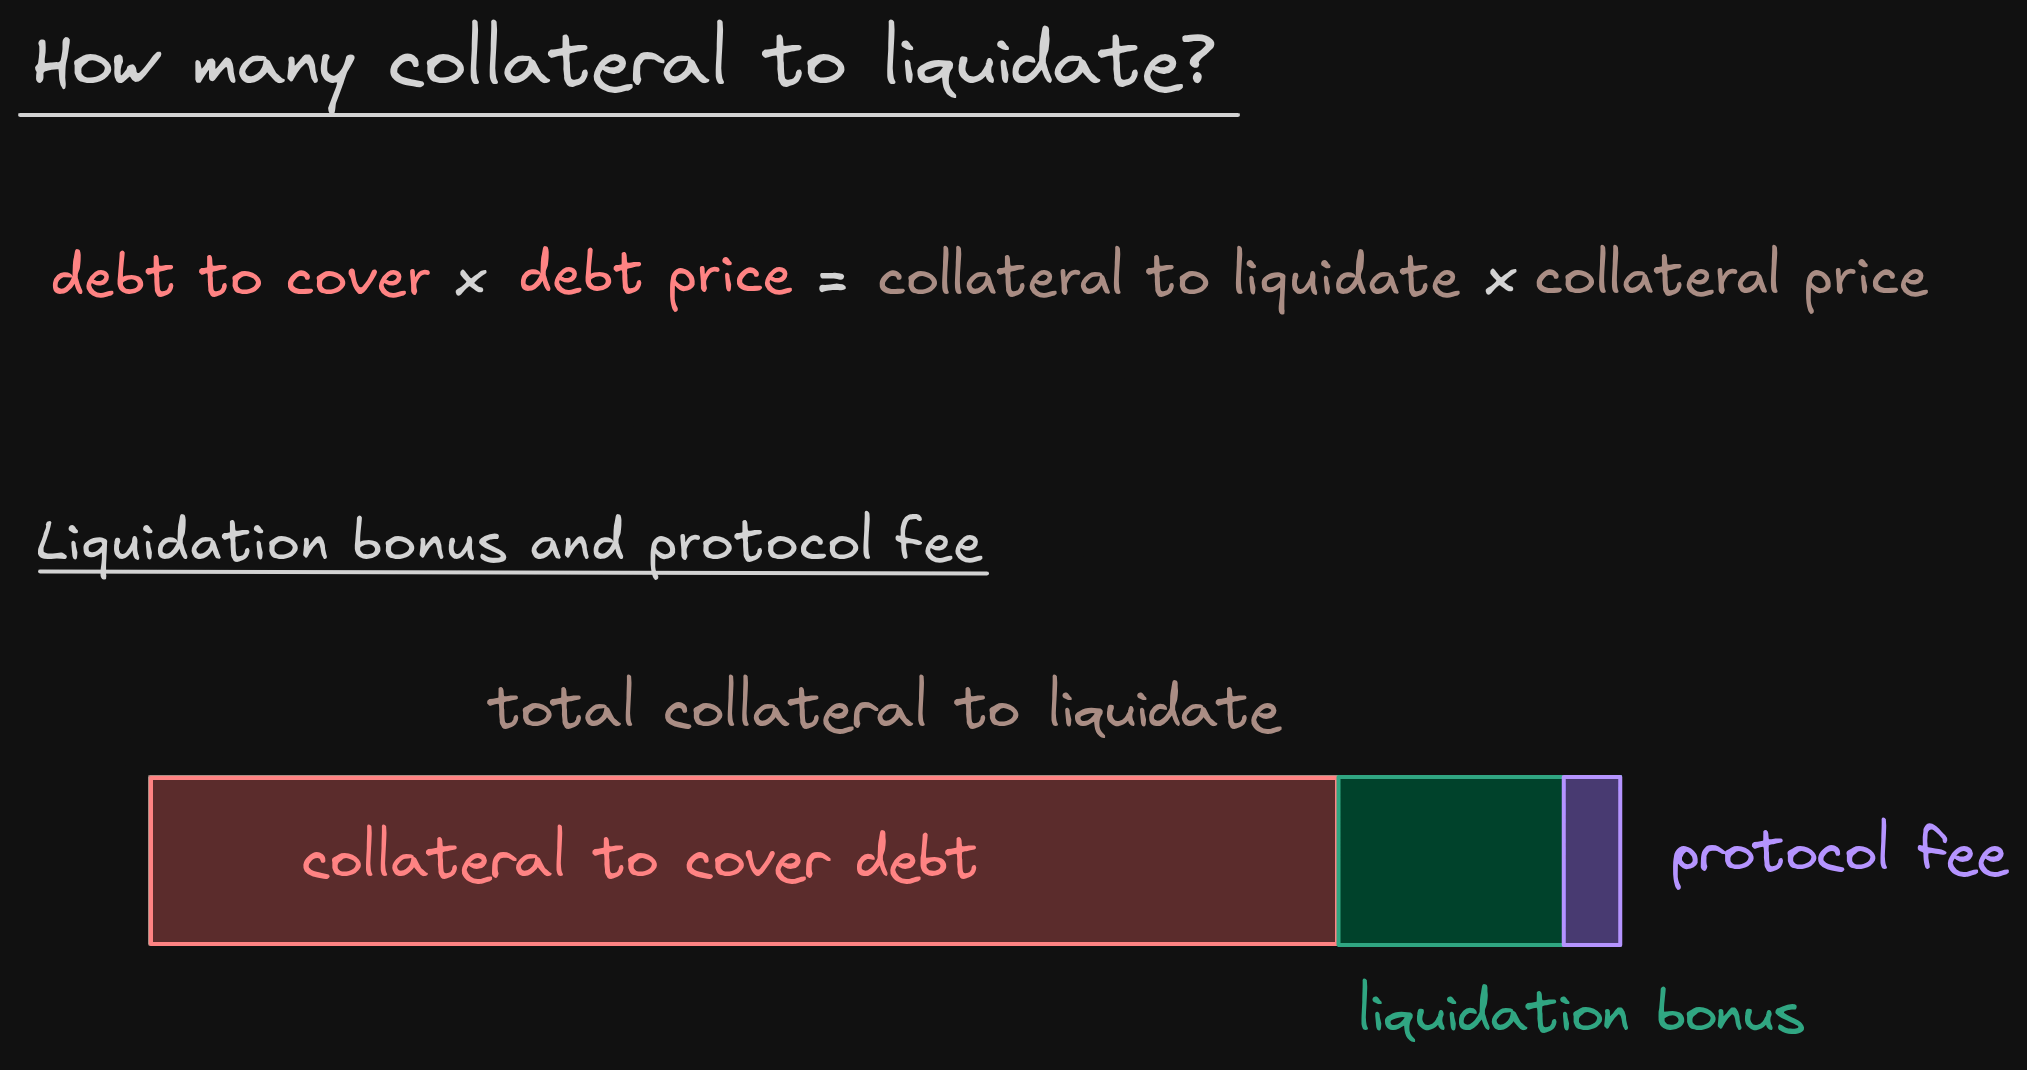 How many collateral to liquidate?
debt to cover x debt price = collateral to liquidate x collateral price
Liquidation bonus and protocol fee
total collateral to liquidate
collateral to cover debt
protocol fee
liquidation bonus